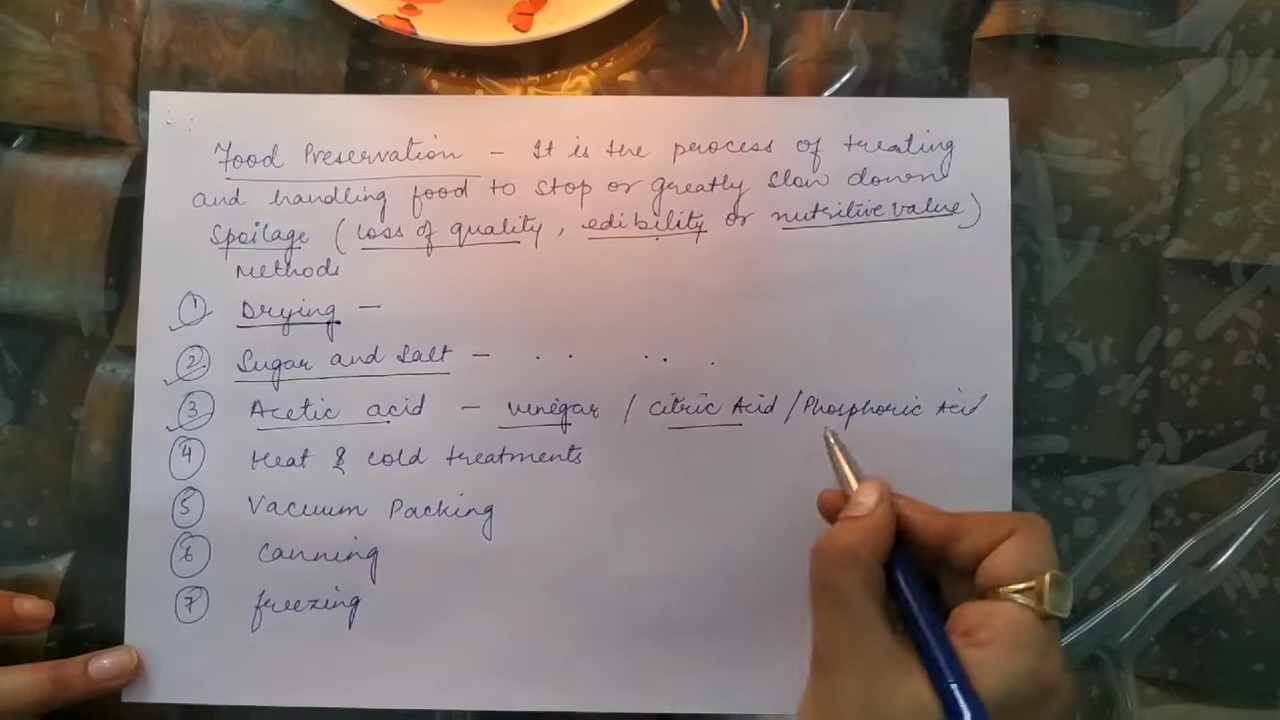 Food Preservation - It is the process of treating
and handling food to stop or greatly slow down
Spoilage (loss of quality, edibility or nutritive value)
Methods
1 Drying -
2 Sugar and Salt -
3 Acetic acid - vinegar / citric Acid / Phosphoric Acid
4 Heat & cold treatments
5 Vacuum Packing
6 canning
7 freezing